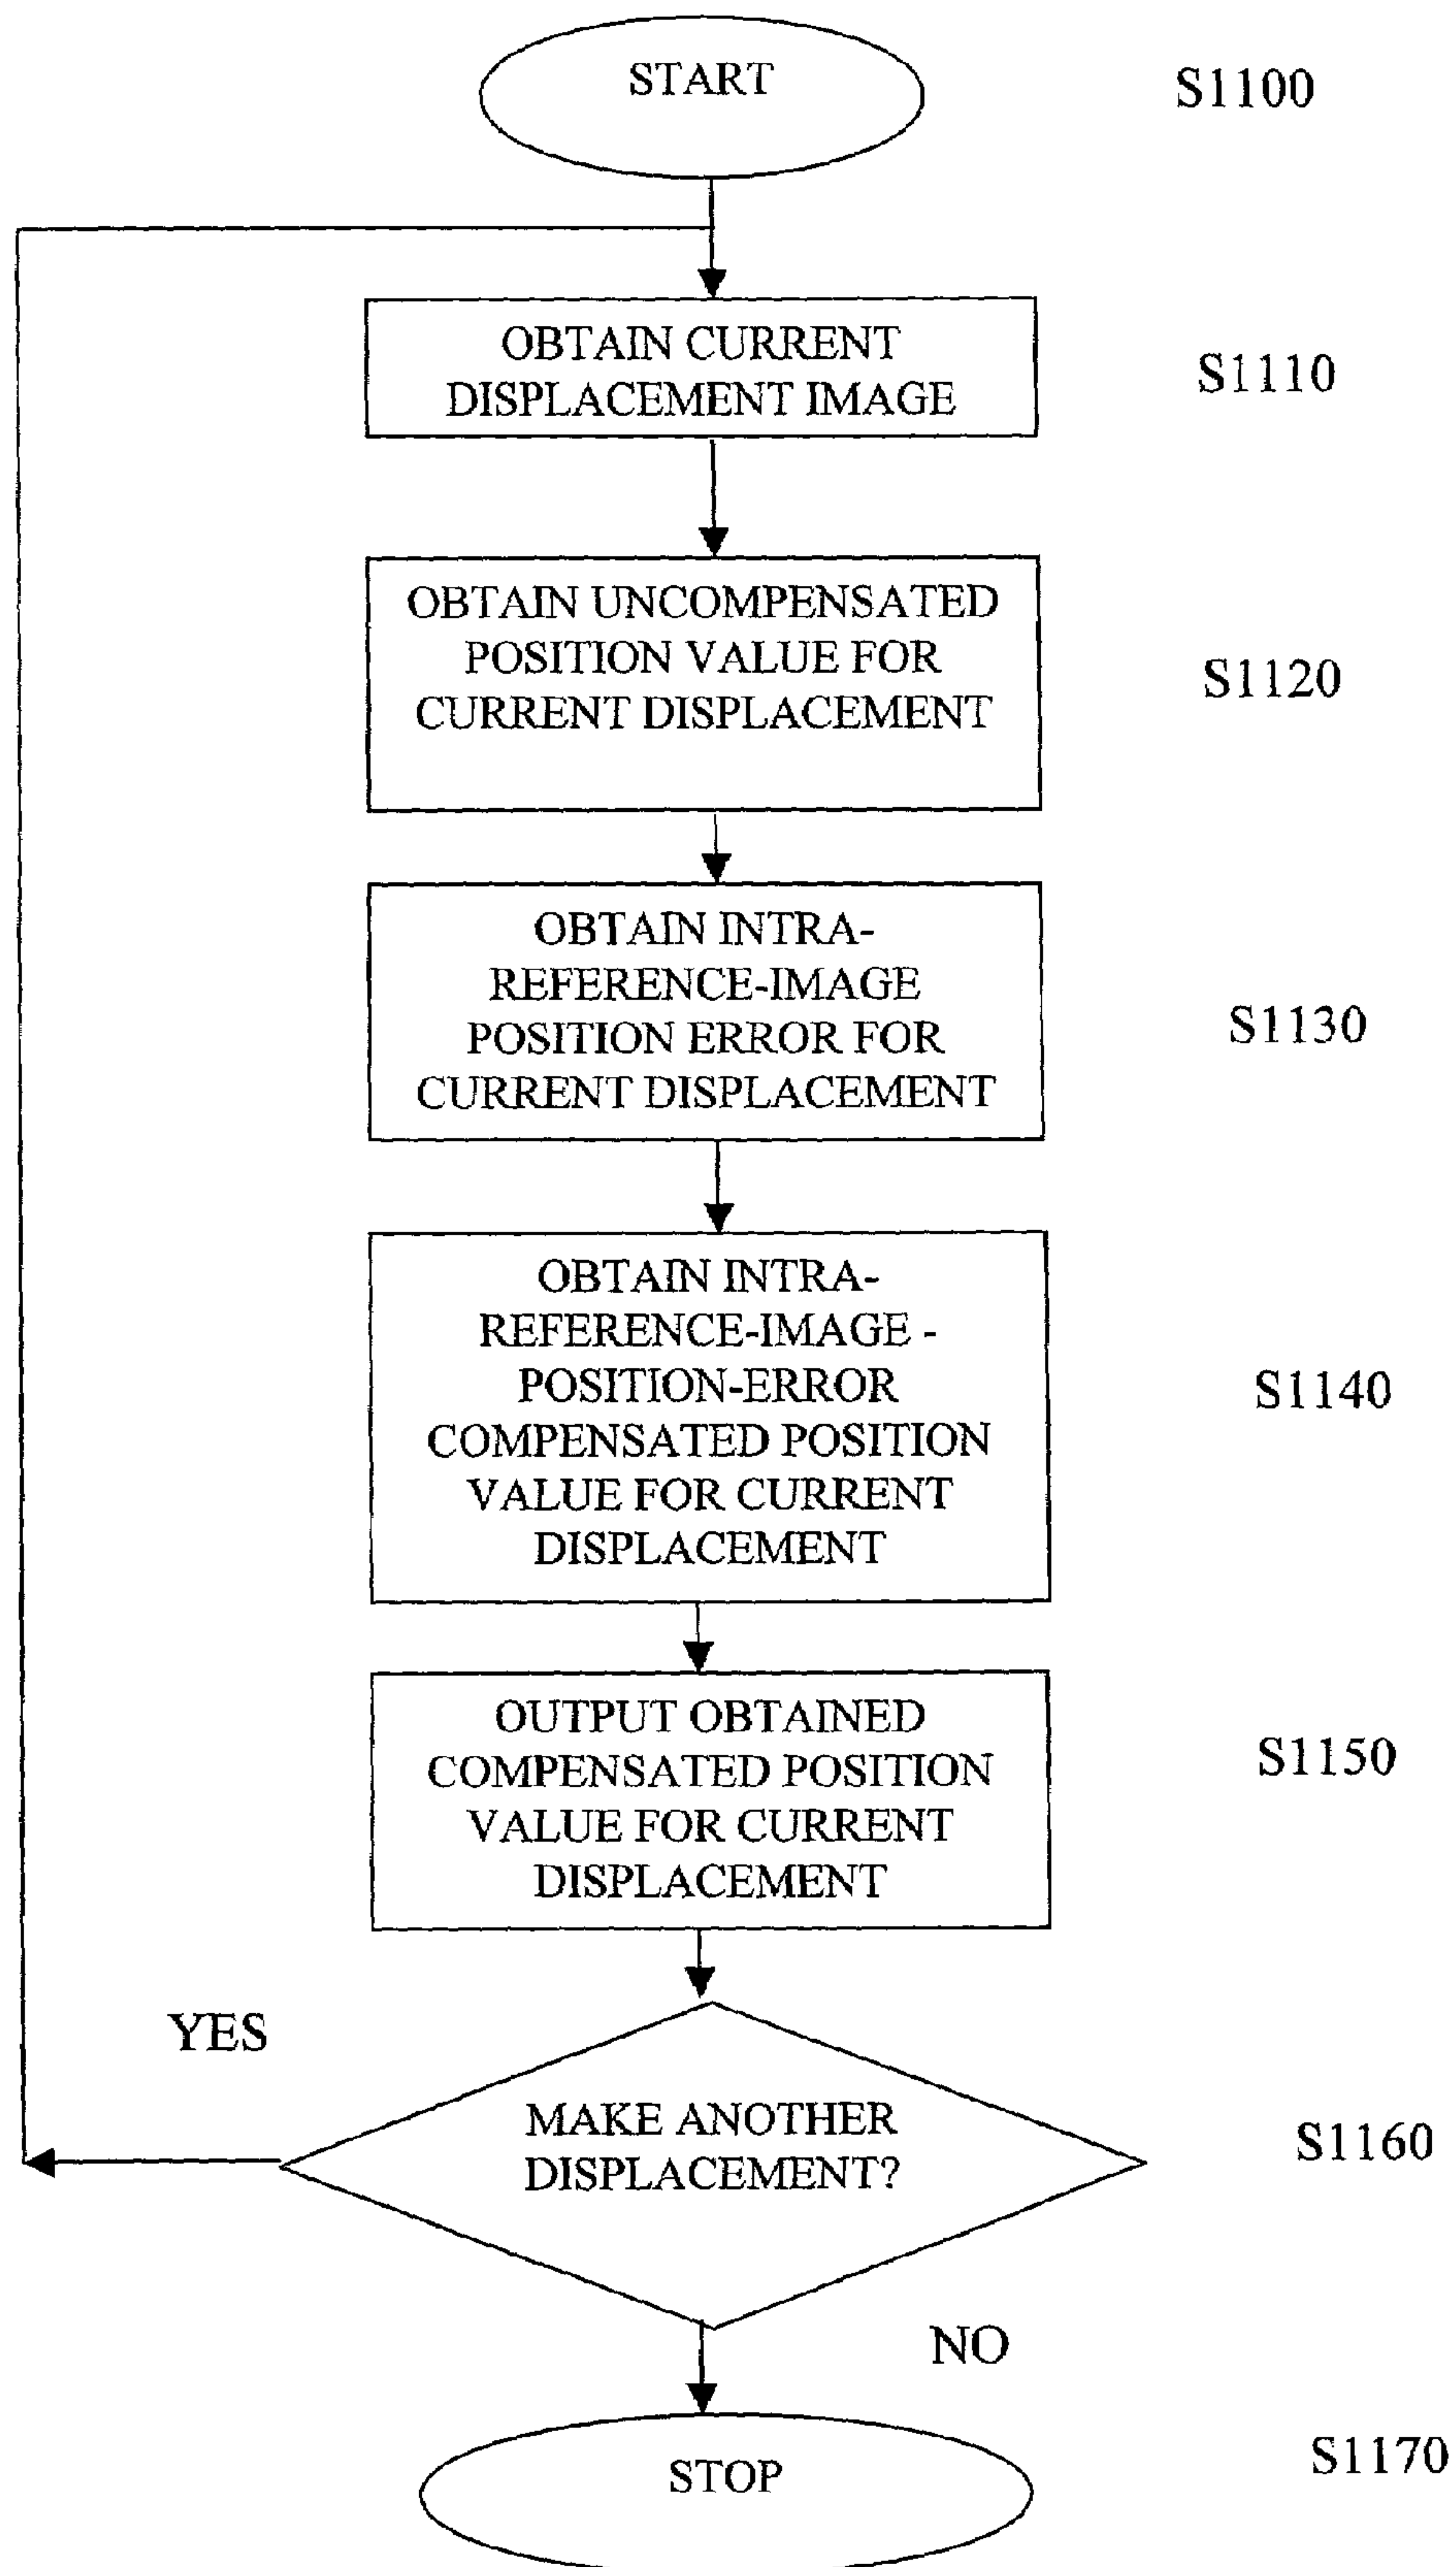 START
S1100
OBTAIN CURRENT
DISPLACEMENT IMAGE
S1110
OBTAIN UNCOMPENSATED
POSITION VALUE FOR
CURRENT DISPLACEMENT
S1120
OBTAIN INTRA-
REFERENCE-IMAGE
POSITION ERROR FOR
CURRENT DISPLACEMENT
S1130
OBTAIN INTRA-
REFERENCE-IMAGE -
POSITION-ERROR
COMPENSATED POSITION
VALUE FOR CURRENT
DISPLACEMENT
S1140
OUTPUT OBTAINED
COMPENSATED POSITION
VALUE FOR CURRENT
DISPLACEMENT
S1150
YES
MAKE ANOTHER
DISPLACEMENT?
S1160
NO
STOP
S1170